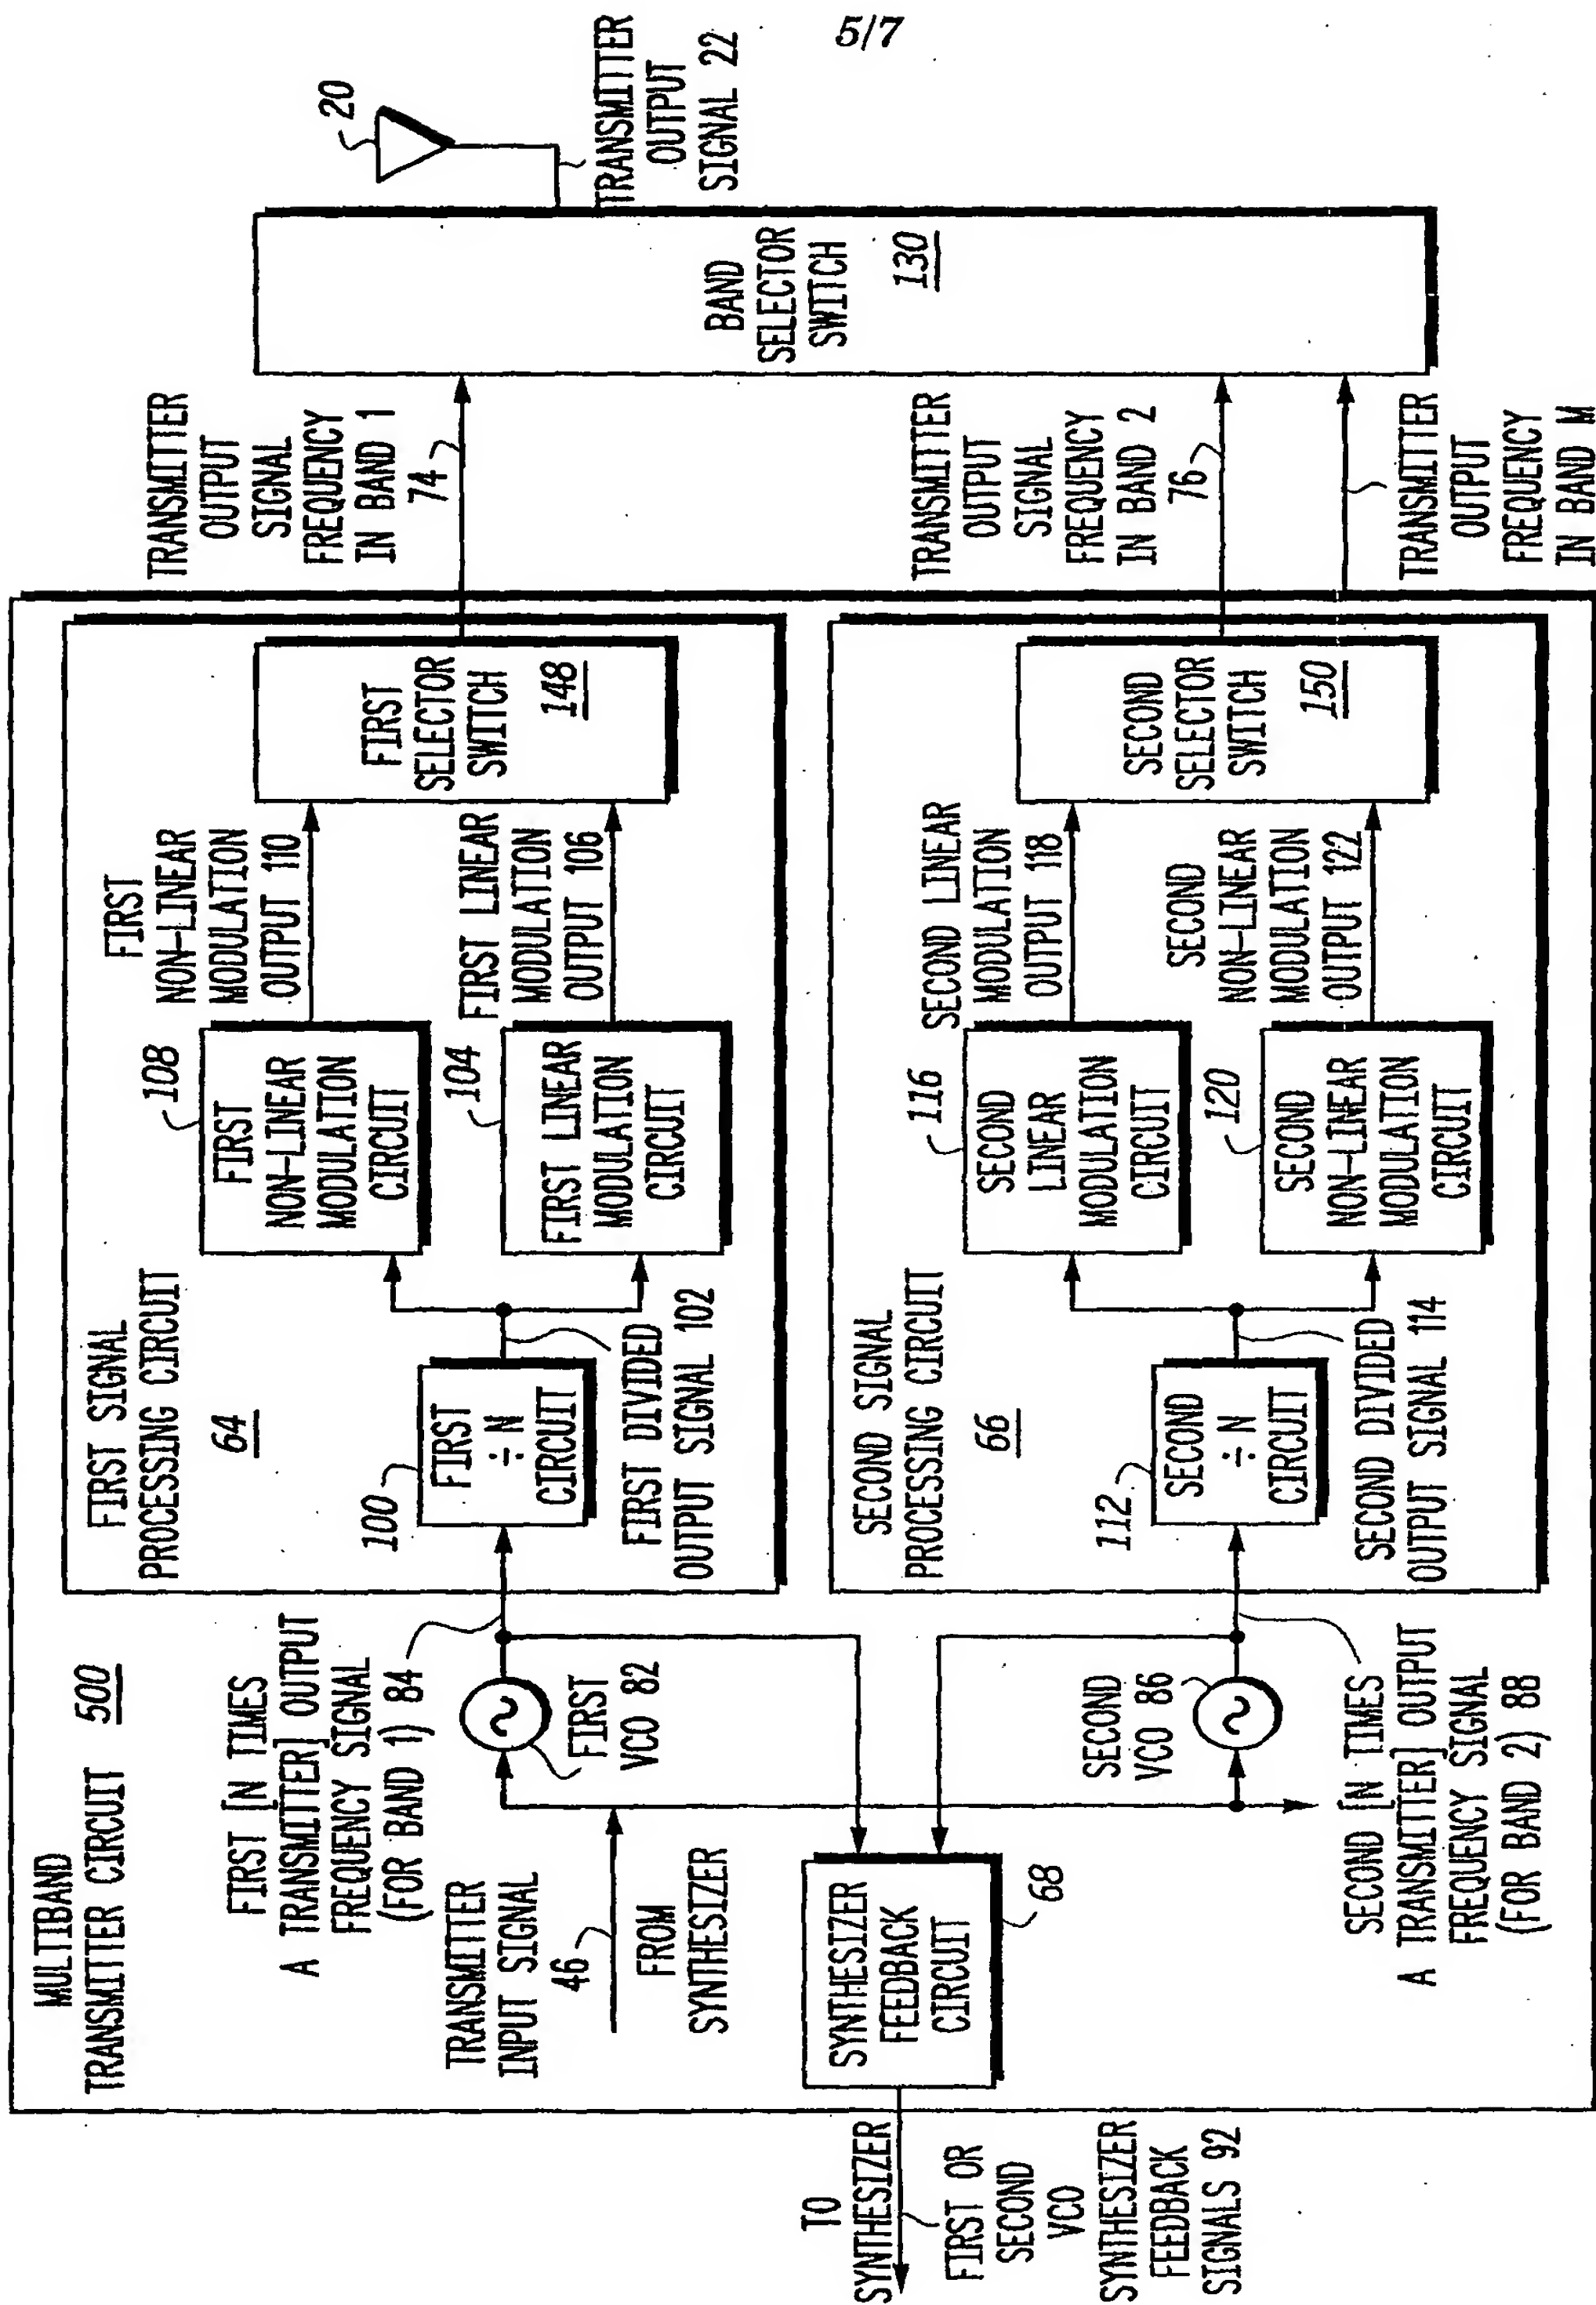 5/7
MULTIBAND
TRANSMITTER CIRCUIT 500
FIRST SIGNAL
PROCESSING CIRCUIT
64
FIRST [N TIMES
A TRANSMITTER] OUTPUT
FREQUENCY SIGNAL
(FOR BAND 1) 84
TRANSMITTER
INPUT SIGNAL
46
FROM
SYNTHESIZER
FIRST
VCO 82
100
FIRST
÷ N
CIRCUIT
FIRST DIVIDED
OUTPUT SIGNAL 102
108
FIRST
NON-LINEAR
MODULATION
CIRCUIT
104
FIRST LINEAR
MODULATION
CIRCUIT
FIRST
NON-LINEAR
MODULATION
OUTPUT 110
FIRST LINEAR
MODULATION
OUTPUT 106
FIRST
SELECTOR
SWITCH
148
TRANSMITTER
OUTPUT
SIGNAL
FREQUENCY
IN BAND 1
74
BAND
SELECTOR
SWITCH
130
20
TRANSMITTER
OUTPUT
SIGNAL 22
TO
SYNTHESIZER
FIRST OR
SECOND
VCO
SYNTHESIZER
FEEDBACK
SIGNALS 92
SYNTHESIZER
FEEDBACK
CIRCUIT
68
SECOND
VCO 86
SECOND [N TIMES
A TRANSMITTER] OUTPUT
FREQUENCY SIGNAL
(FOR BAND 2) 88
SECOND SIGNAL
PROCESSING CIRCUIT
66
112
SECOND
÷ N
CIRCUIT
SECOND DIVIDED
OUTPUT SIGNAL 114
116
SECOND
LINEAR
MODULATION
CIRCUIT
120
SECOND
NON-LINEAR
MODULATION
CIRCUIT
SECOND LINEAR
MODULATION
OUTPUT 118
SECOND
NON-LINEAR
MODULATION
OUTPUT 122
SECOND
SELECTOR
SWITCH
150
TRANSMITTER
OUTPUT
SIGNAL
FREQUENCY
IN BAND 2
76
TRANSMITTER
OUTPUT
FREQUENCY
IN BAND M